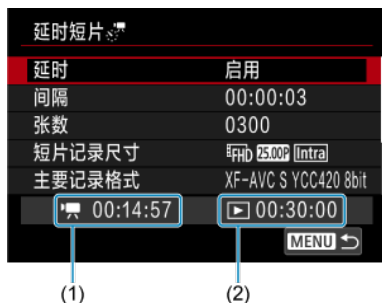 延时短片
延时 启用
间隔 00:00:03
张数 0300
短片记录尺寸 FHD 25.00P Intra
主要记录格式 XF-AVC S YCC420 8bit
00:14:57 00:30:00
MENU
(1) (2)